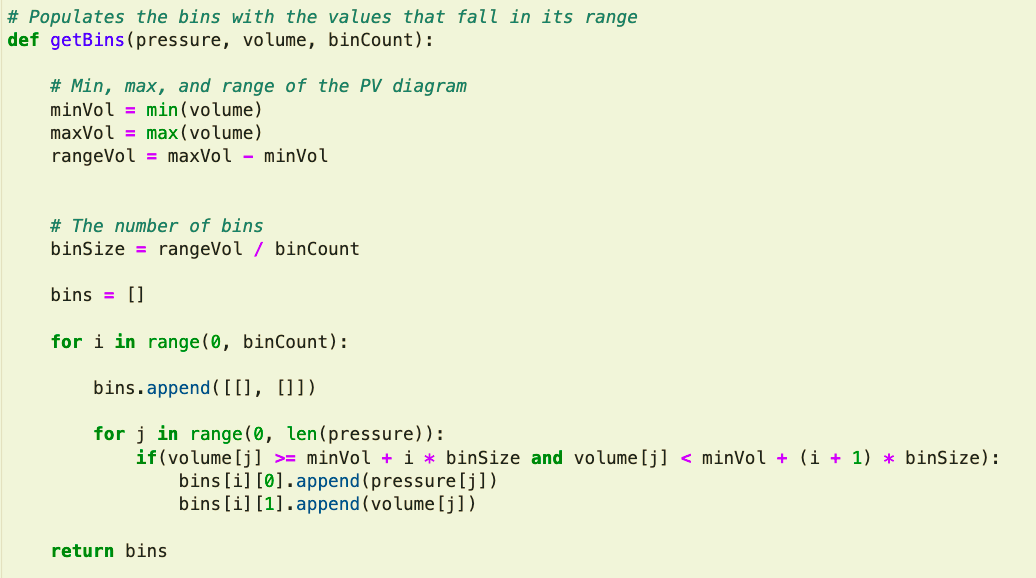 # Populates the bins with the values that fall in its range
def getBins(pressure, volume, binCount):
    # Min, max, and range of the PV diagram
    minVol = min(volume)
    maxVol = max(volume)
    rangeVol = maxVol - minVol
    # The number of bins
    binSize = rangeVol / binCount
    bins = []
    for i in range(0, binCount):
        bins.append([[], []])
        for j in range(0, len(pressure)):
            if(volume[j] >= minVol + i * binSize and volume[j] < minVol + (i + 1) * binSize):
                bins[i][0].append(pressure[j])
                bins[i][1].append(volume[j])
    return bins